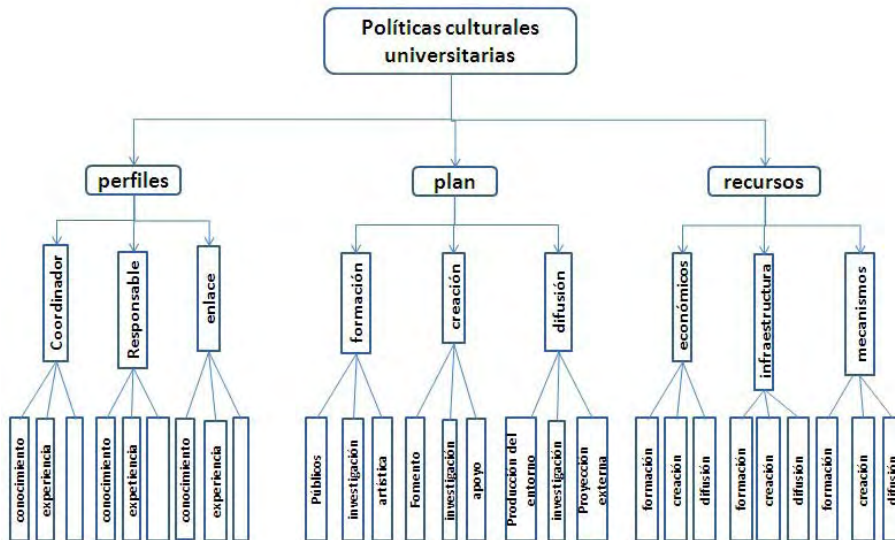 Políticas culturales
universitarias
perfiles
plan
recursos
Coordinador
Responsable
enlace
formación
creación
difusión
económicos
infraestructura
mecanismos
conocimiento
experiencia
conocimiento
expetiencia
conocimiento
experiencia
Públicos
investigación
artística
Fomento
investigación
apoyo
Producción del
entorno
investigación
Proyección
externa
formación
creación
difusión
formación
creación
difusión
formación
creación
difusión